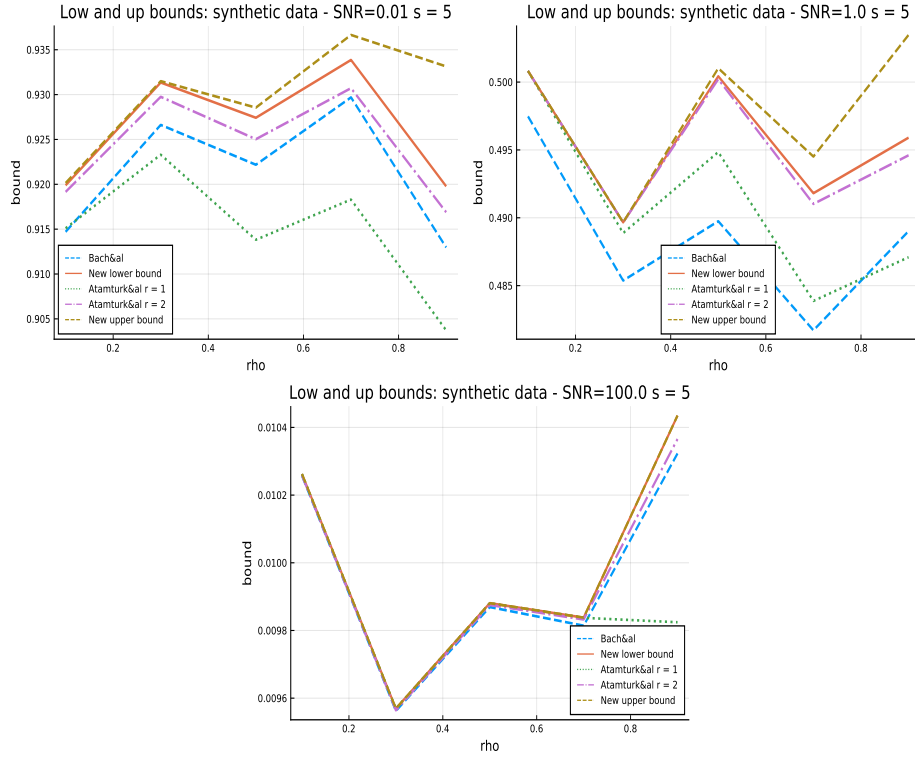 Low and up bounds: synthetic data - SNR=0.01 s = 5
0.935
0.930
0.925
0.920
0.915
0.910
0.905
bound
Bach&al
New lower bound
Atamturk&al r = 1
Atamturk&al r = 2
New upper bound
0.2
0.4
0.6
0.8
rho
Low and up bounds: synthetic data - SNR=1.0 s = 5
0.500
0.495
0.490
0.485
bound
Bach&al
New lower bound
Atamturk&al r = 1
Atamturk&al r = 2
New upper bound
0.2
0.4
0.6
0.8
rho
Low and up bounds: synthetic data - SNR=100.0 s = 5
0.0104
0.0102
0.0100
0.0098
0.0096
bound
Bach&al
New lower bound
Atamturk&al r = 1
Atamturk&al r = 2
New upper bound
0.2
0.4
0.6
0.8
rho